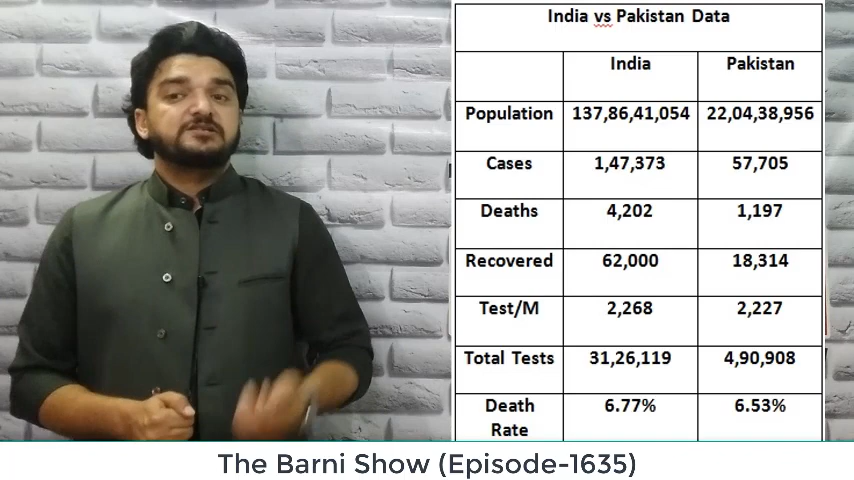 India vs Pakistan Data
India Pakistan
Population 137,86,41,054 22,04,38,956
Cases 1,47,373 57,705
Deaths 4,202 1,197
Recovered 62,000 18,314
Test/M 2,268 2,227
Total Tests 31,26,119 4,90,908
Death 6.77% 6.53%
Rate
The Barni Show (Episode-1635)